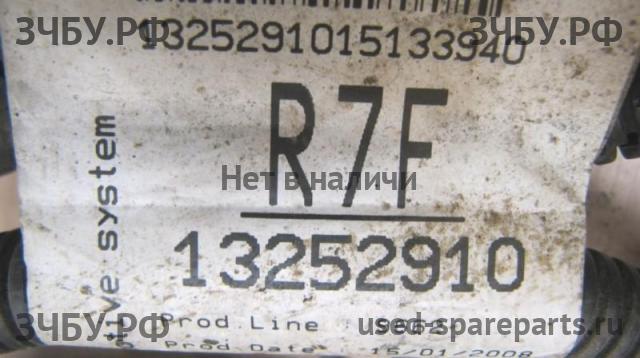 ЗЧБУ.РФ ЗЧБУ.РФ
1325291015133940
R7F
Нет в наличи
13252910
ve system
Prod.Line
ЗЧБУ.РФ used-spareparts.ru
Prod Date 15/01/2008